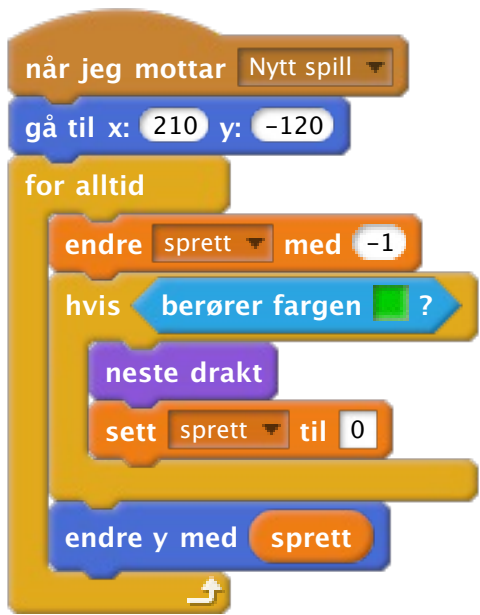 når jeg mottar Nytt spill
gå til x: 210 y: -120
for alltid
endre sprett med -1
hvis berører fargen ?
neste drakt
sett sprett til 0
endre y med sprett